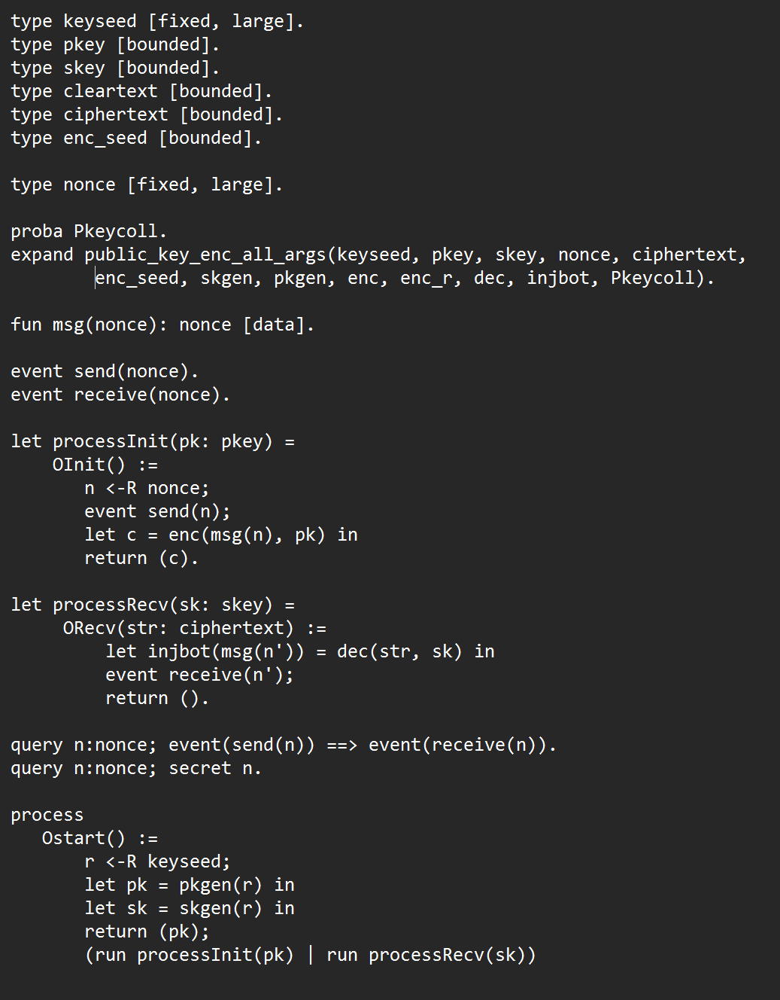 type keyseed [fixed, large].
type pkey [bounded].
type skey [bounded].
type cleartext [bounded].
type ciphertext [bounded].
type enc_seed [bounded].

type nonce [fixed, large].

proba Pkeycoll.
expand public_key_enc_all_args(keyseed, pkey, skey, nonce, ciphertext,
        enc_seed, skgen, pkgen, enc, enc_r, dec, injbot, Pkeycoll).

fun msg(nonce): nonce [data].

event send(nonce).
event receive(nonce).

let processInit(pk: pkey) =
    OInit() :=
       n <-R nonce;
       event send(n);
       let c = enc(msg(n), pk) in
       return (c).

let processRecv(sk: skey) =
     ORecv(str: ciphertext) :=
         let injbot(msg(n')) = dec(str, sk) in
         event receive(n');
         return ().

query n:nonce; event(send(n)) ==> event(receive(n)).
query n:nonce; secret n.

process
   Ostart() :=
       r <-R keyseed;
       let pk = pkgen(r) in
       let sk = skgen(r) in
       return (pk);
       (run processInit(pk) | run processRecv(sk))